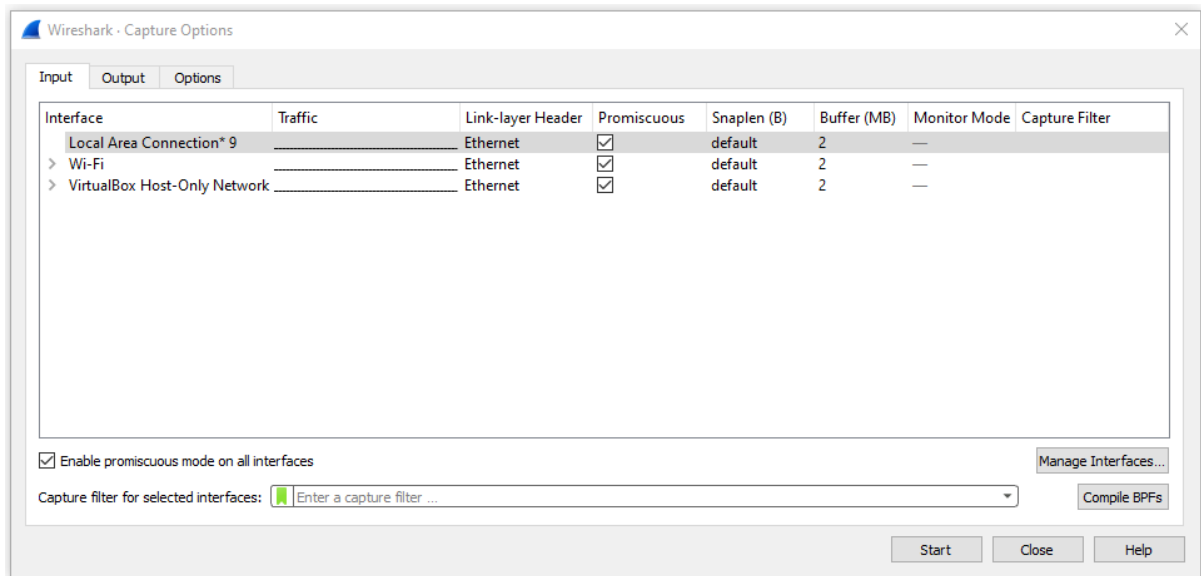 Wireshark · Capture Options
Input Output Options
Interface Traffic Link-layer Header Promiscuous Snaplen (B) Buffer (MB) Monitor Mode Capture Filter
Local Area Connection* 9 Ethernet default 2 —
Wi-Fi Ethernet default 2 —
VirtualBox Host-Only Network Ethernet default 2 —
Enable promiscuous mode on all interfaces Manage Interfaces...
Capture filter for selected interfaces: Enter a capture filter ... Compile BPFs
Start Close Help